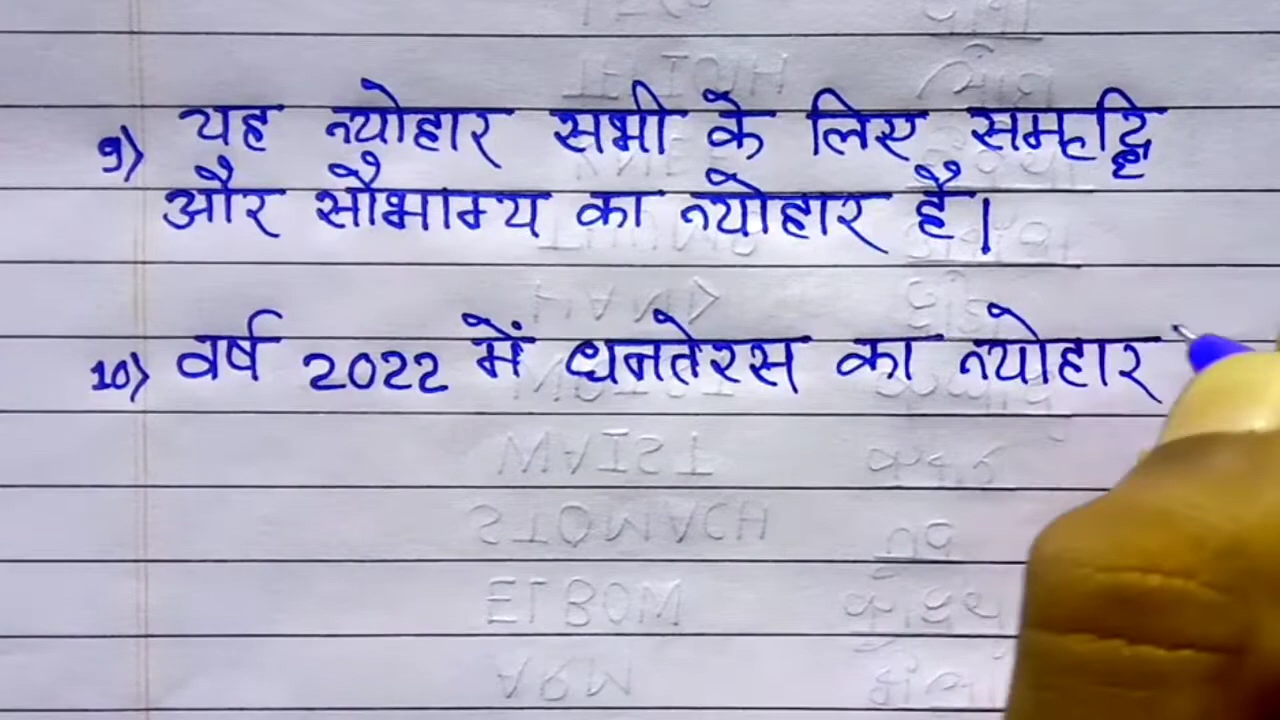 9) यह त्योहार सभी के लिए समृद्धि
और सौभाग्य का त्योहार है।
10) वर्ष 2022 में धनतेरस का त्योहार